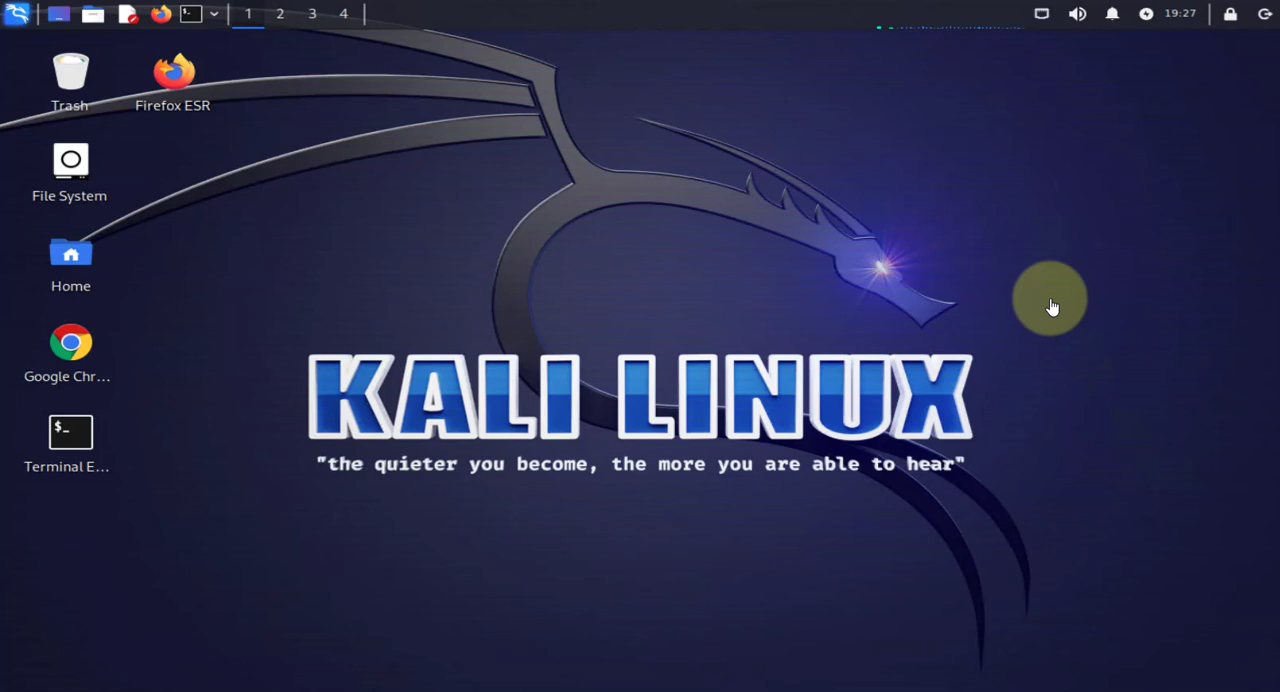 1 2 3 4
19:27
Trash
Firefox ESR
File System
Home
Google Chr...
$_
Terminal E...
KALI LINUX
"the quieter you become, the more you are able to hear"